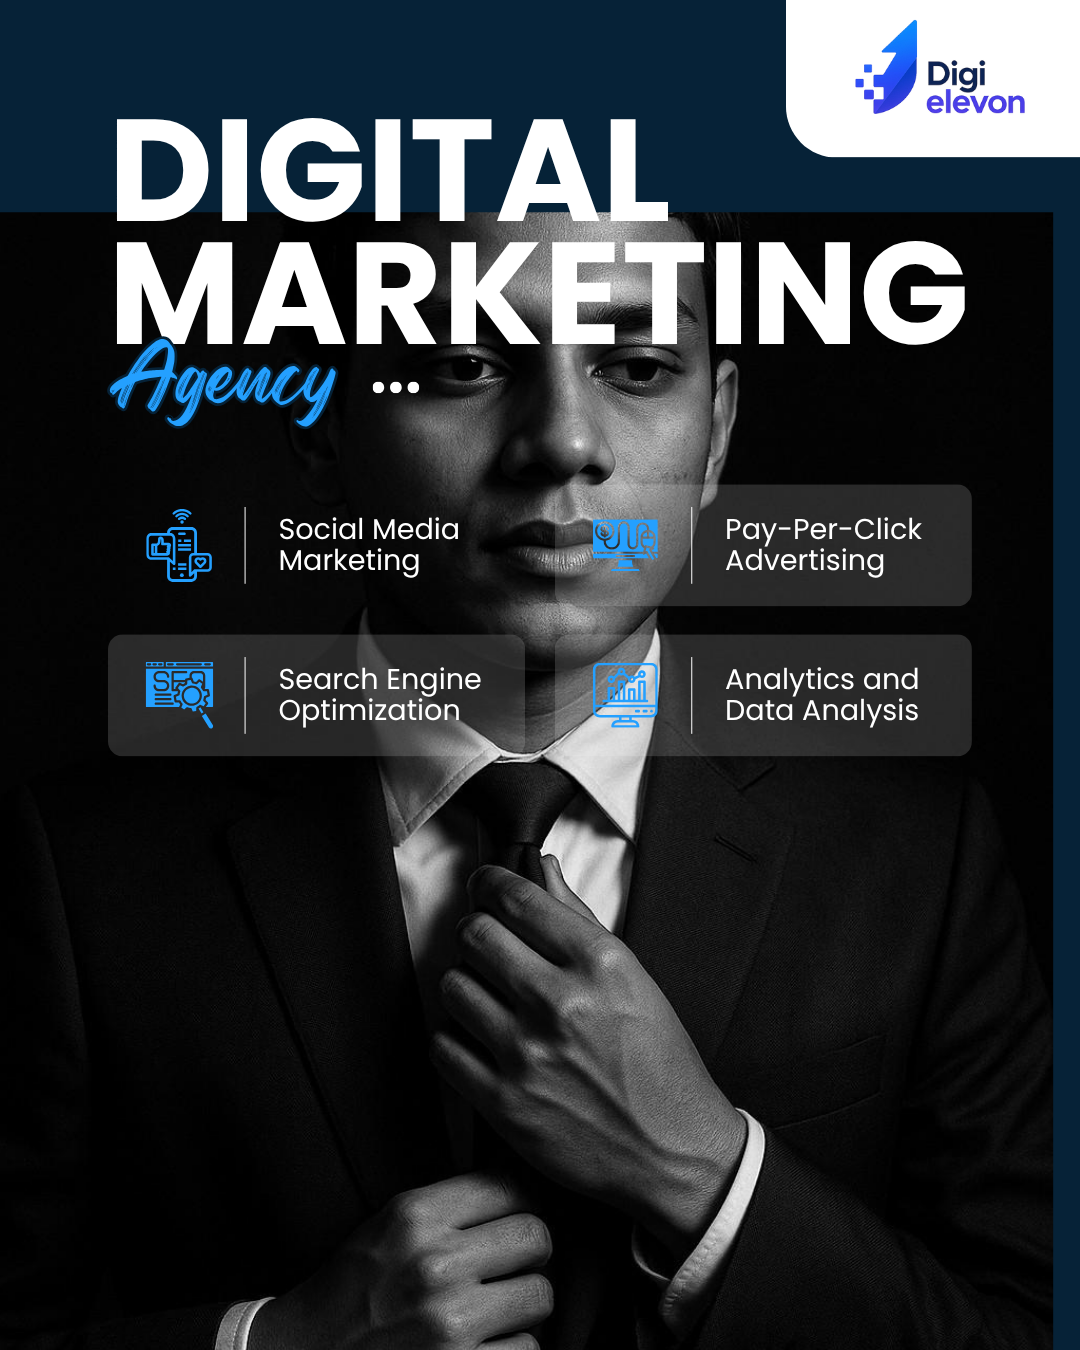 Digi
elevon
DIGITAL
MARKETING
Agency ...
Social Media
Marketing
Pay-Per-Click
Advertising
SEO
Search Engine
Optimization
Analytics and
Data Analysis